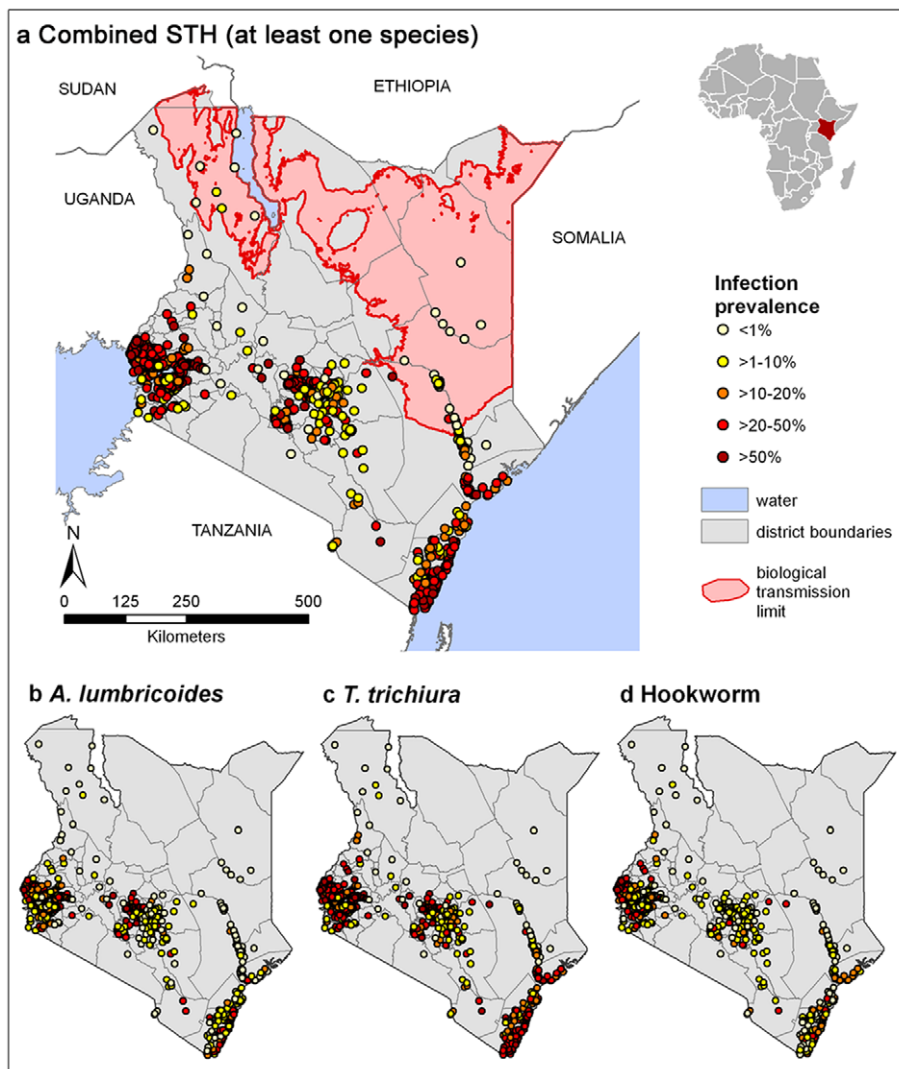 a Combined STH (at least one species)
SUDAN
ETHIOPIA
UGANDA
SOMALIA
TANZANIA
N
0 125 250 500
Kilometers
Infection
prevalence
<1%
>1-10%
>10-20%
>20-50%
>50%
water
district boundaries
biological
transmission
limit
b A. lumbricoides
c T. trichiura
d Hookworm